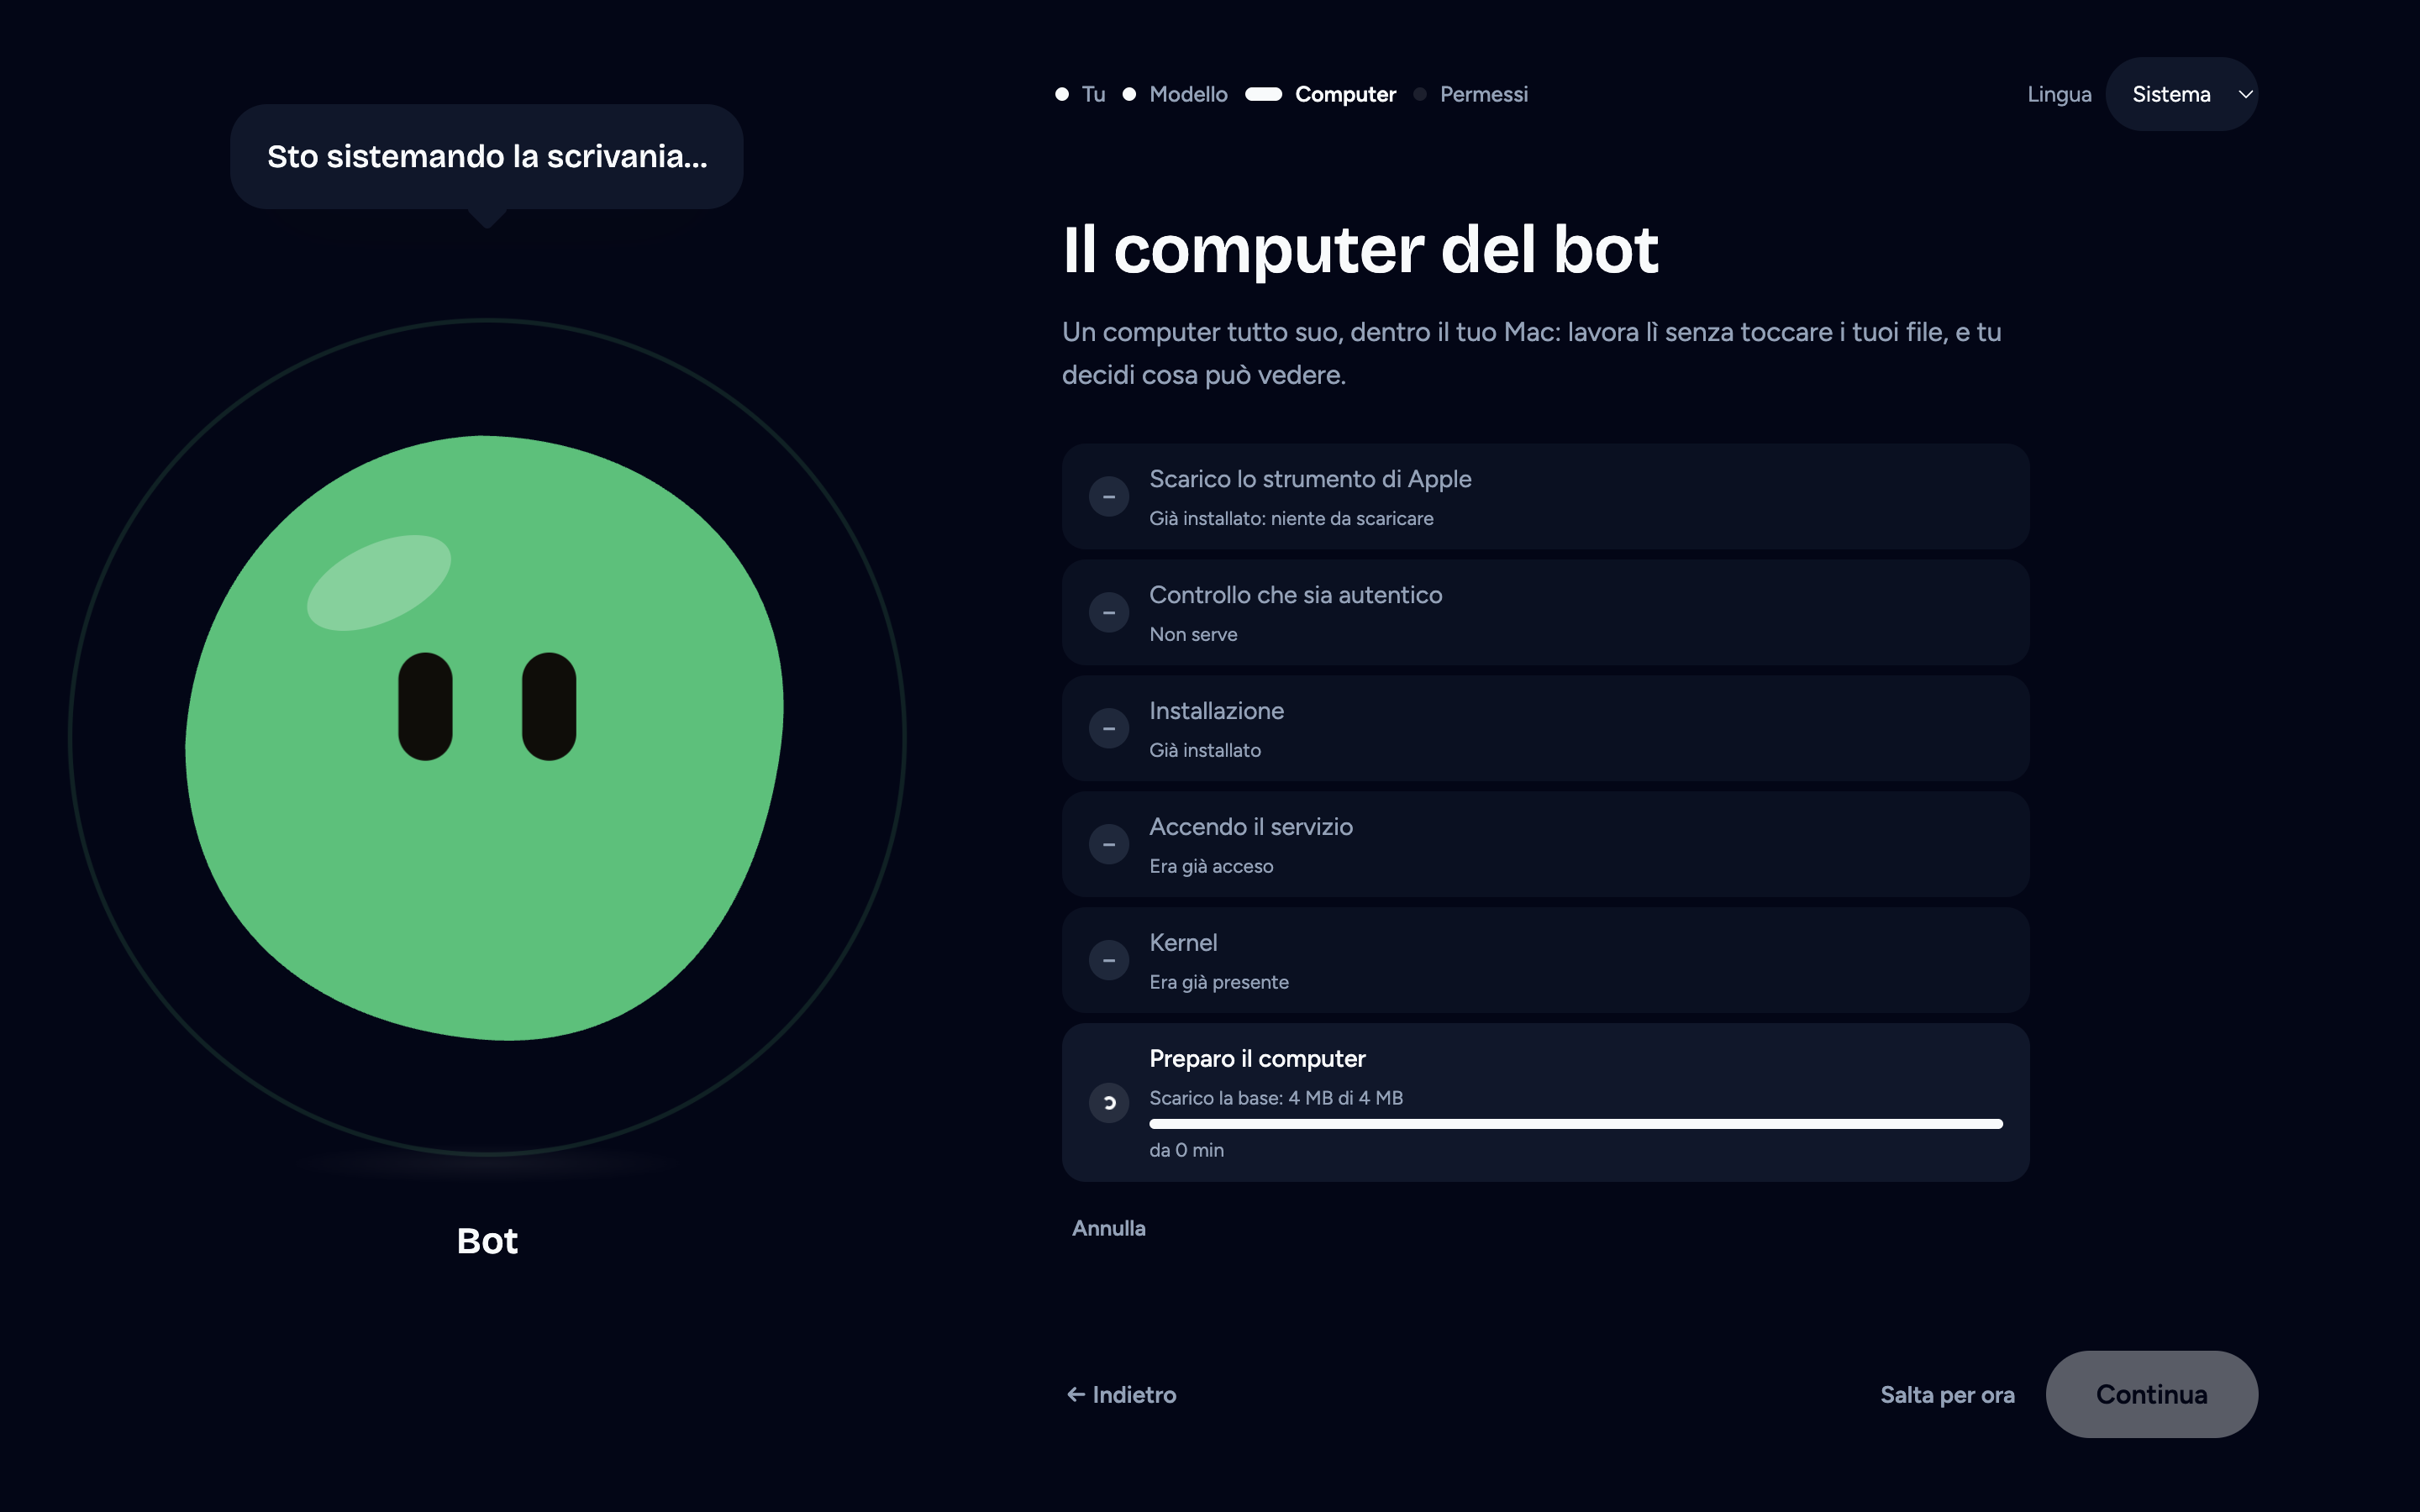 Sto sistemando la scrivania...
Bot
Tu
Modello
Computer
Permessi
Lingua
Sistema
Il computer del bot
Un computer tutto suo, dentro il tuo Mac: lavora lì senza toccare i tuoi file, e tu
decidi cosa può vedere.
Scarico lo strumento di Apple
Già installato: niente da scaricare
Controllo che sia autentico
Non serve
Installazione
Già installato
Accendo il servizio
Era già acceso
Kernel
Era già presente
Preparo il computer
Scarico la base: 4 MB di 4 MB
da 0 min
Annulla
← Indietro
Salta per ora
Continua